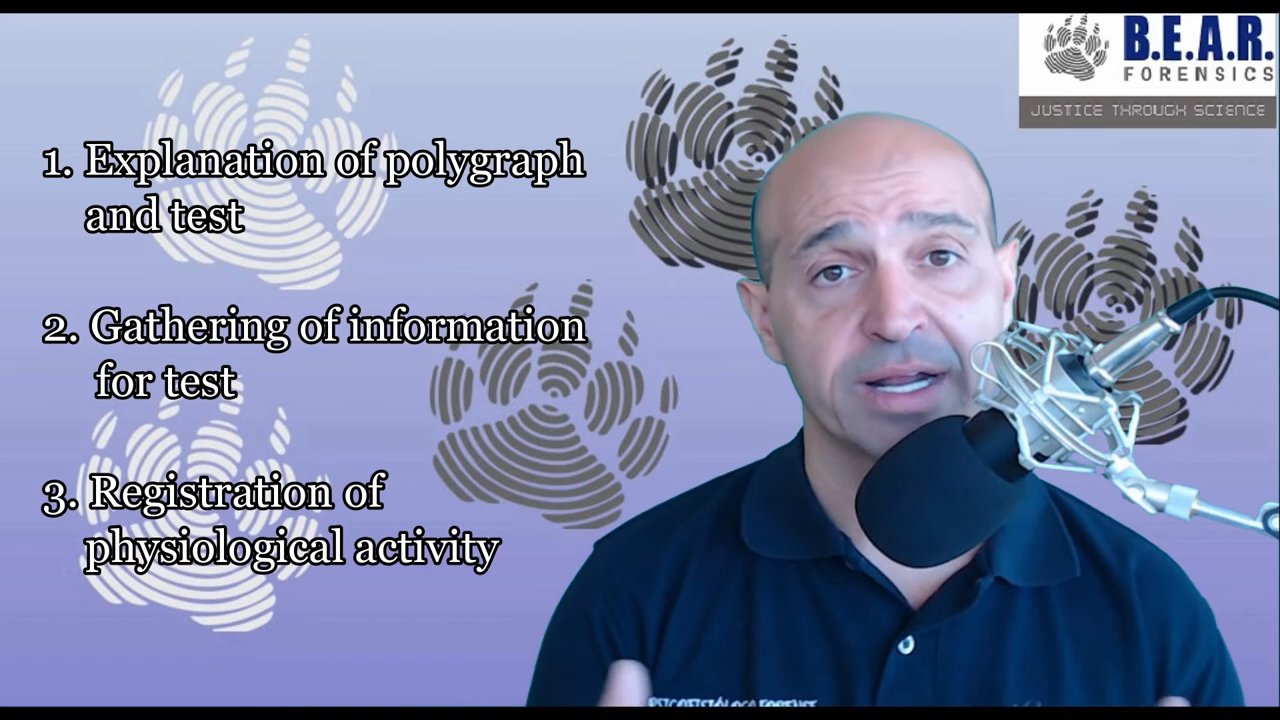 B.E.A.R.
FORENSICS
JUSTICE THROUGH SCIENCE
1. Explanation of polygraph
and test
2. Gathering of information
for test
3. Registration of
physiological activity